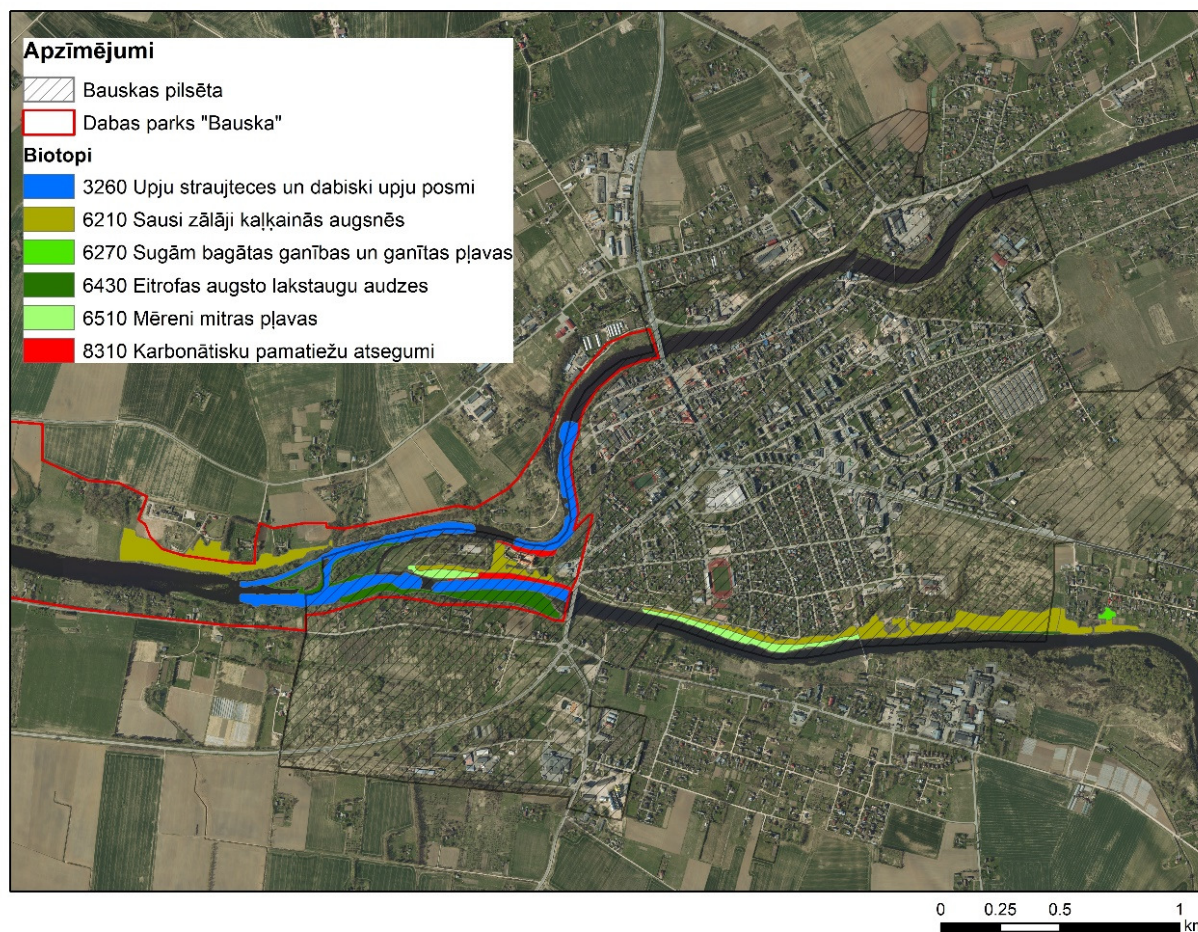 Apzīmējumi
Bauskas pilsēta
Dabas parks "Bauska"
Biotopi
3260 Upju straujteces un dabiski upju posmi
6210 Sausi zālāji kaļķainās augsnēs
6270 Sugām bagātas ganības un ganītas pļavas
6430 Eitrofas augsto lakstaugu audzes
6510 Mēreni mitras pļavas
8310 Karbonātisku pamatiežu atsegumi
0 0.25 0.5 1
km